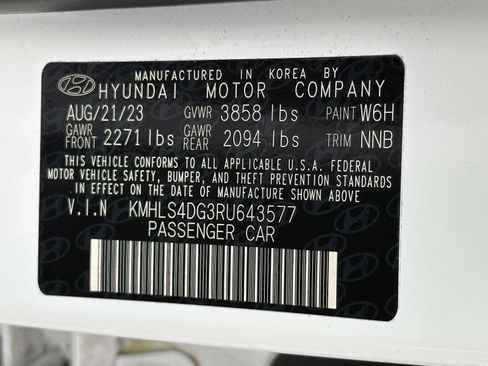 MANUFACTURED IN KOREA BY
HYUNDAI MOTOR COMPANY
AUG/21/23 GVWR 3858 lbs PAINT W6H
GAWR FRONT 2271 lbs GAWR REAR 2094 lbs TRIM NNB
THIS VEHICLE CONFORMS TO ALL APPLICABLE FEDERAL
MOTOR VEHICLE SAFETY, BUMPER, AND THEFT PREVENTION STANDARDS
IN EFFECT ON THE DATE OF MANUFACTURE SHOWN ABOVE.
V.I.N KMHLS4DG3RU643577
PASSENGER CAR